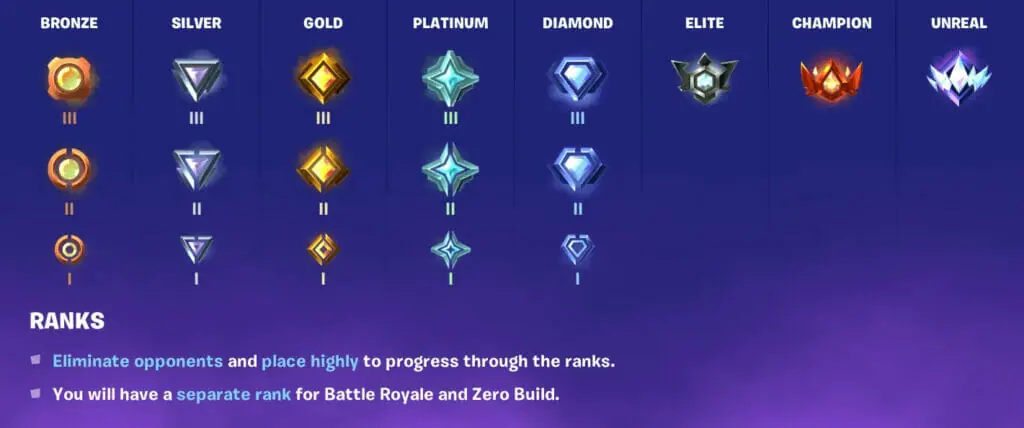 BRONZE SILVER GOLD PLATINUM DIAMOND ELITE CHAMPION UNREAL
III III III III III
II II II II II
I I I I I
RANKS
Eliminate opponents and place highly to progress through the ranks.
You will have a separate rank for Battle Royale and Zero Build.